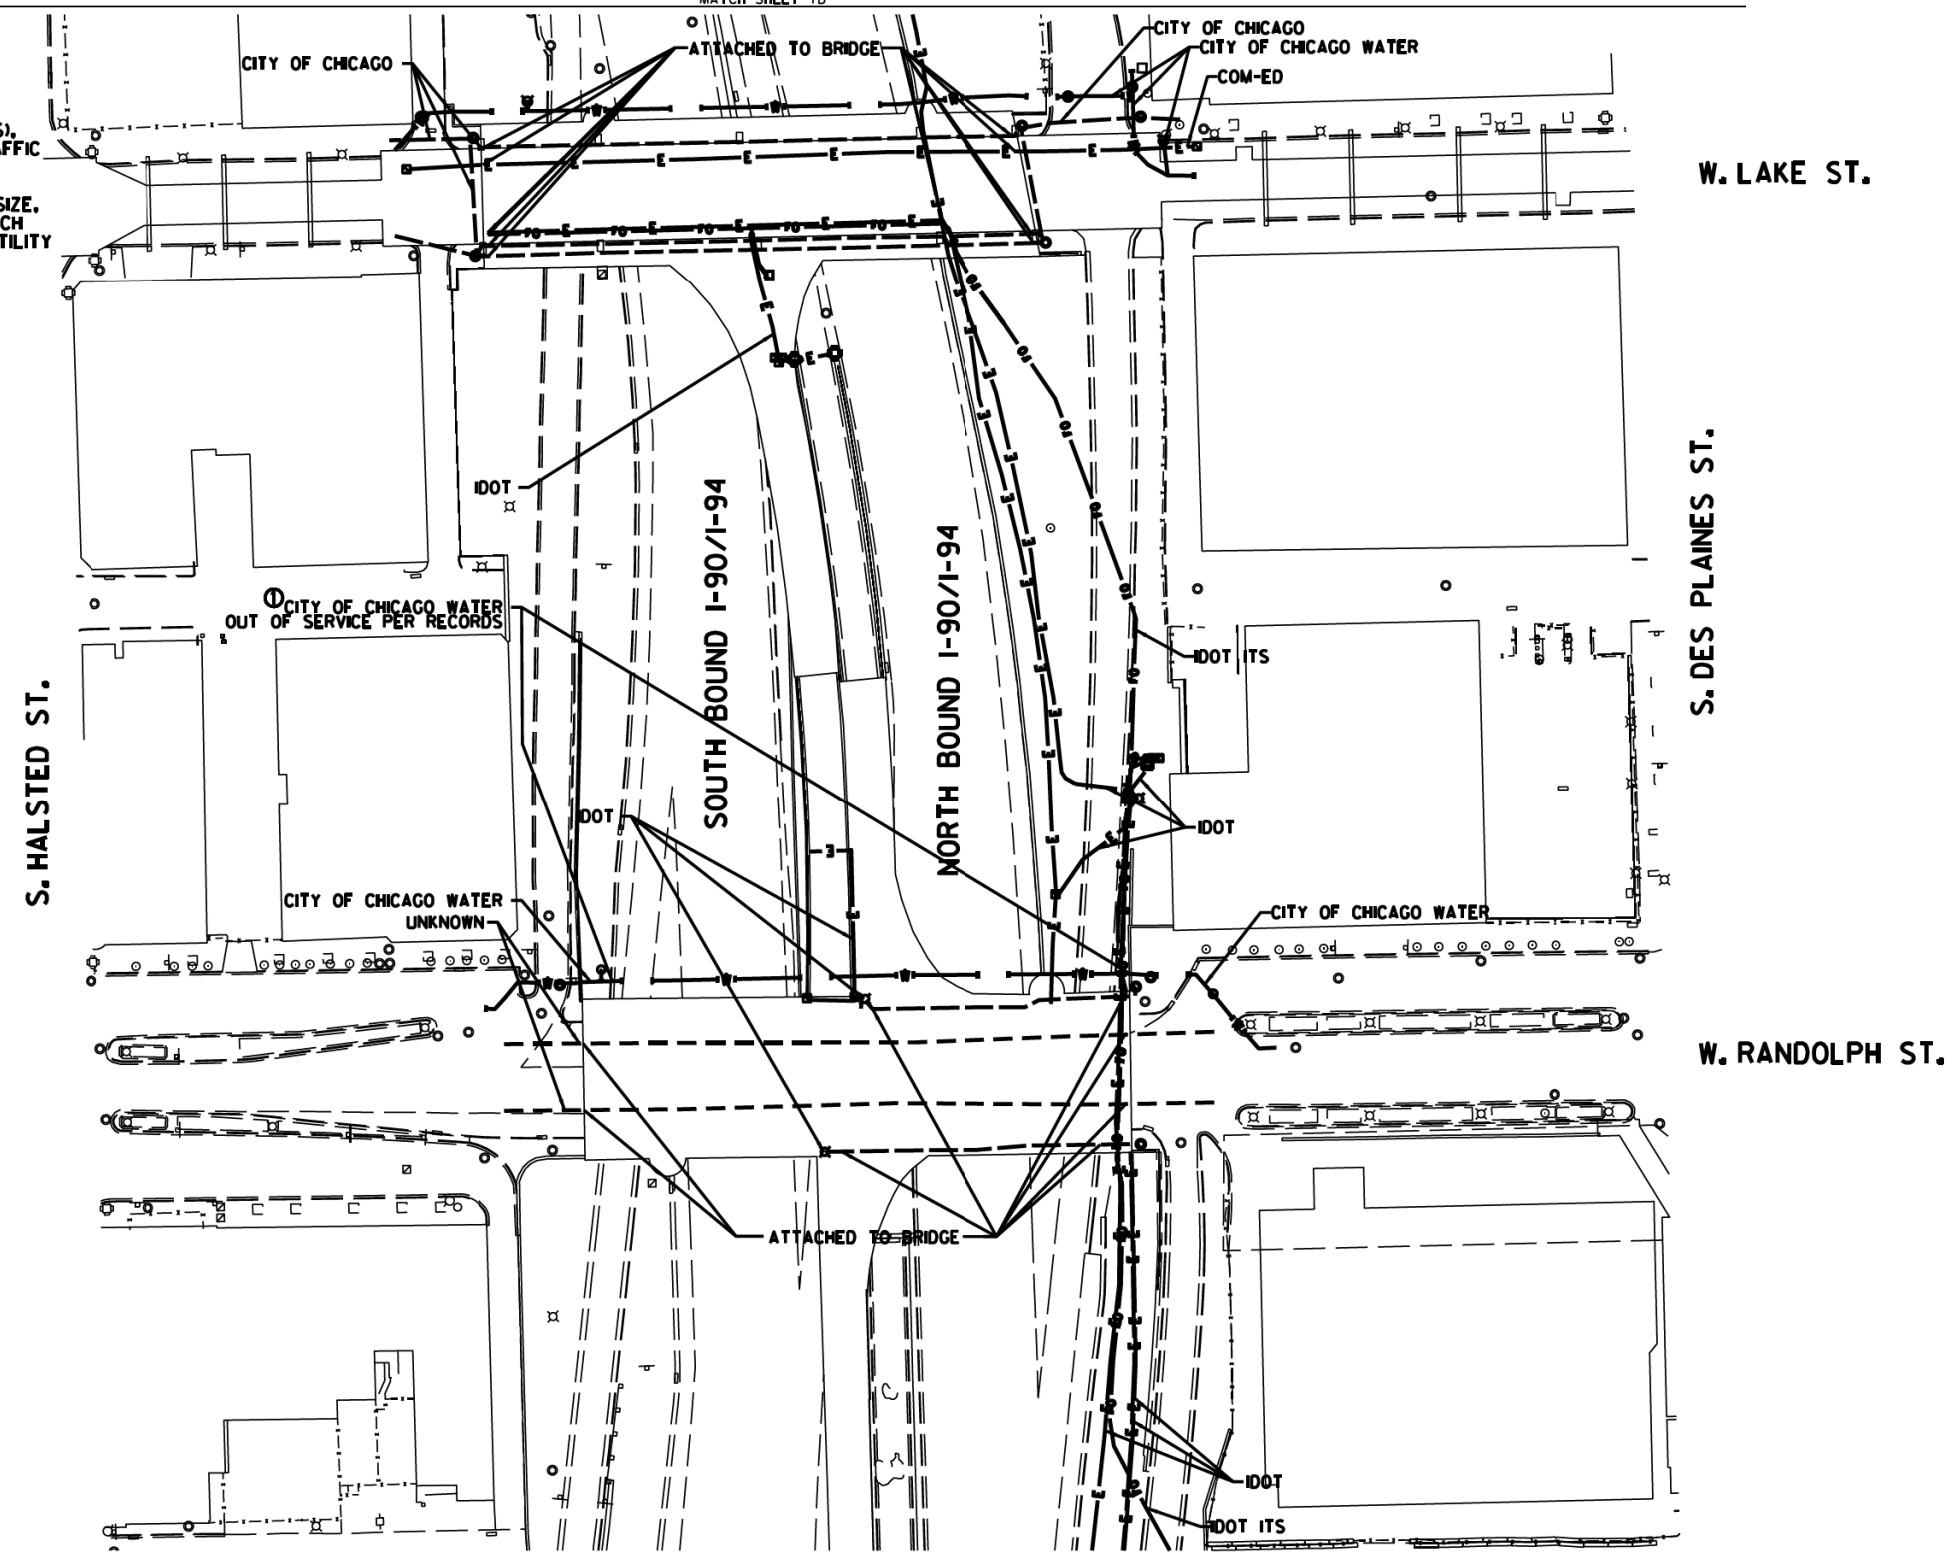 MATCH SHEET 1D
CITY OF CHICAGO
ATTACHED TO BRIDGE
CITY OF CHICAGO
CITY OF CHICAGO WATER
COM-ED
S),
AFFIC
SIZE,
CH
TILITY
W. LAKE ST.
IDOT
SOUTH BOUND I-90/I-94
NORTH BOUND I-90/I-94
S. DES PLAINES ST.
1 CITY OF CHICAGO WATER
OUT OF SERVICE PER RECORDS
IDOT ITS
S. HALSTED ST.
IDOT
IDOT
CITY OF CHICAGO WATER
UNKNOWN
CITY OF CHICAGO WATER
W. RANDOLPH ST.
ATTACHED TO BRIDGE
IDOT
IDOT ITS